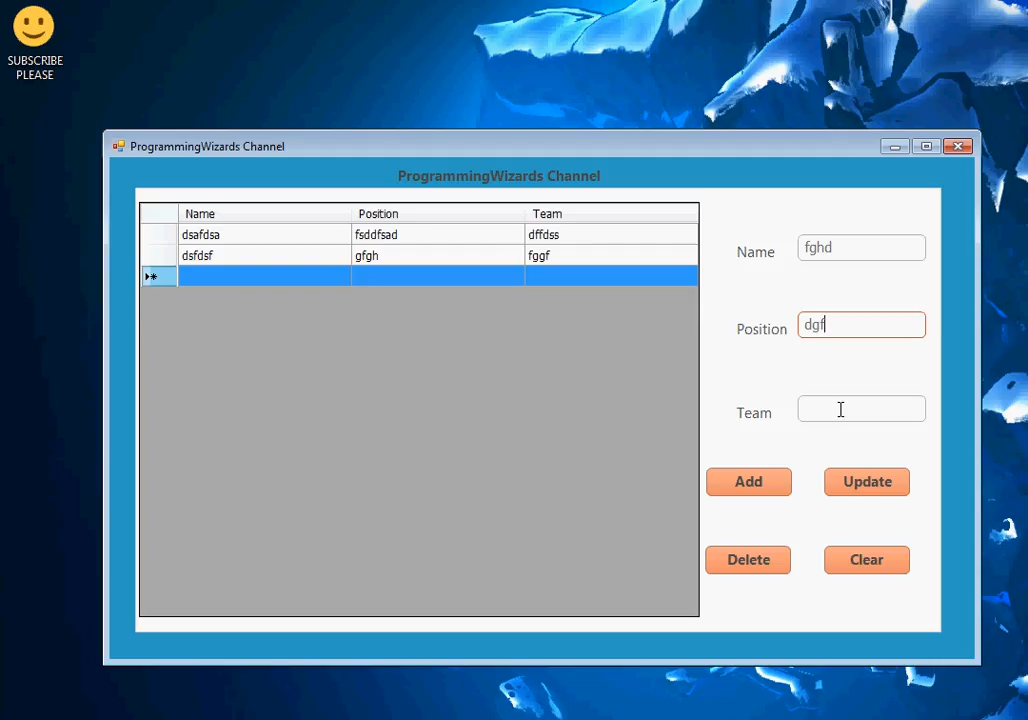 SUBSCRIBE
PLEASE
ProgrammingWizards Channel
ProgrammingWizards Channel
Name Position Team
dsafdsa fsddfsad dffdss
dsfdsf gfgh fggf
Name fghd
Position dgf
Team
Add Update
Delete Clear